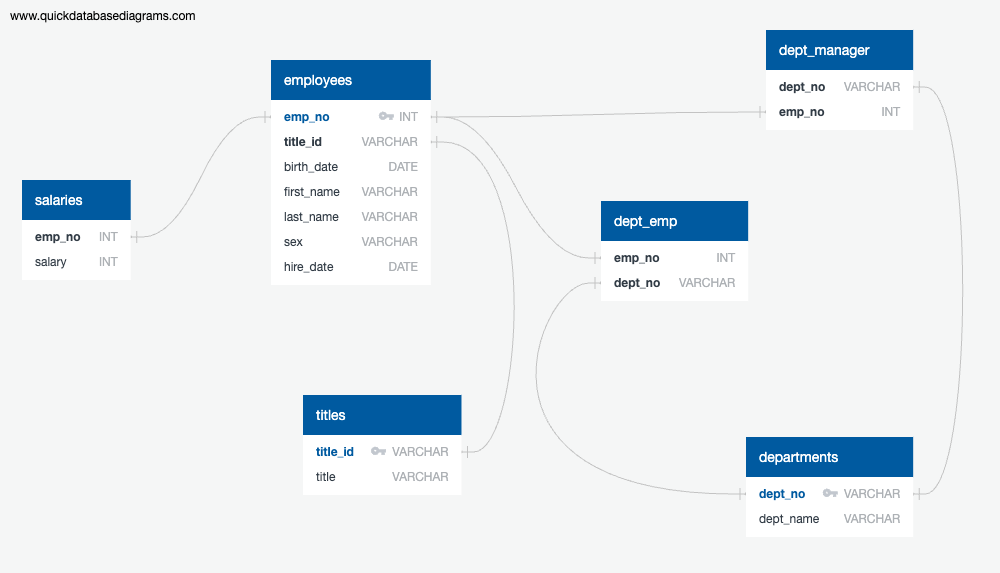 www.quickdatabasediagrams.com
dept_manager
dept_no VARCHAR
emp_no INT
employees
emp_no INT
title_id VARCHAR
birth_date DATE
first_name VARCHAR
last_name VARCHAR
sex VARCHAR
hire_date DATE
salaries
emp_no INT
salary INT
dept_emp
emp_no INT
dept_no VARCHAR
titles
title_id VARCHAR
title VARCHAR
departments
dept_no VARCHAR
dept_name VARCHAR